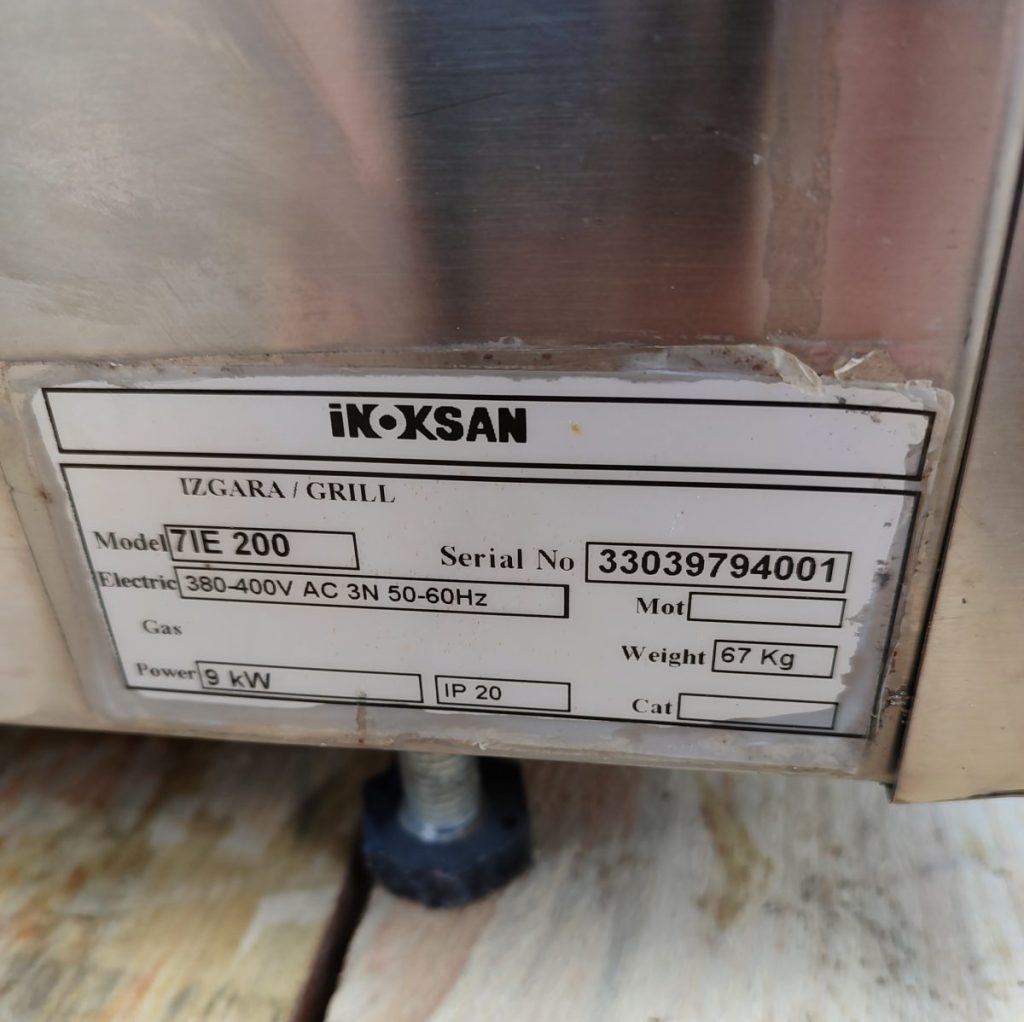 iNOKSAN
IZGARA / GRILL
Model 7IE 200
Serial No 33039794001
Electric 380-400V AC 3N 50-60Hz
Mot
Gas
Weight 67 Kg
Power 9 kW IP 20
Cat